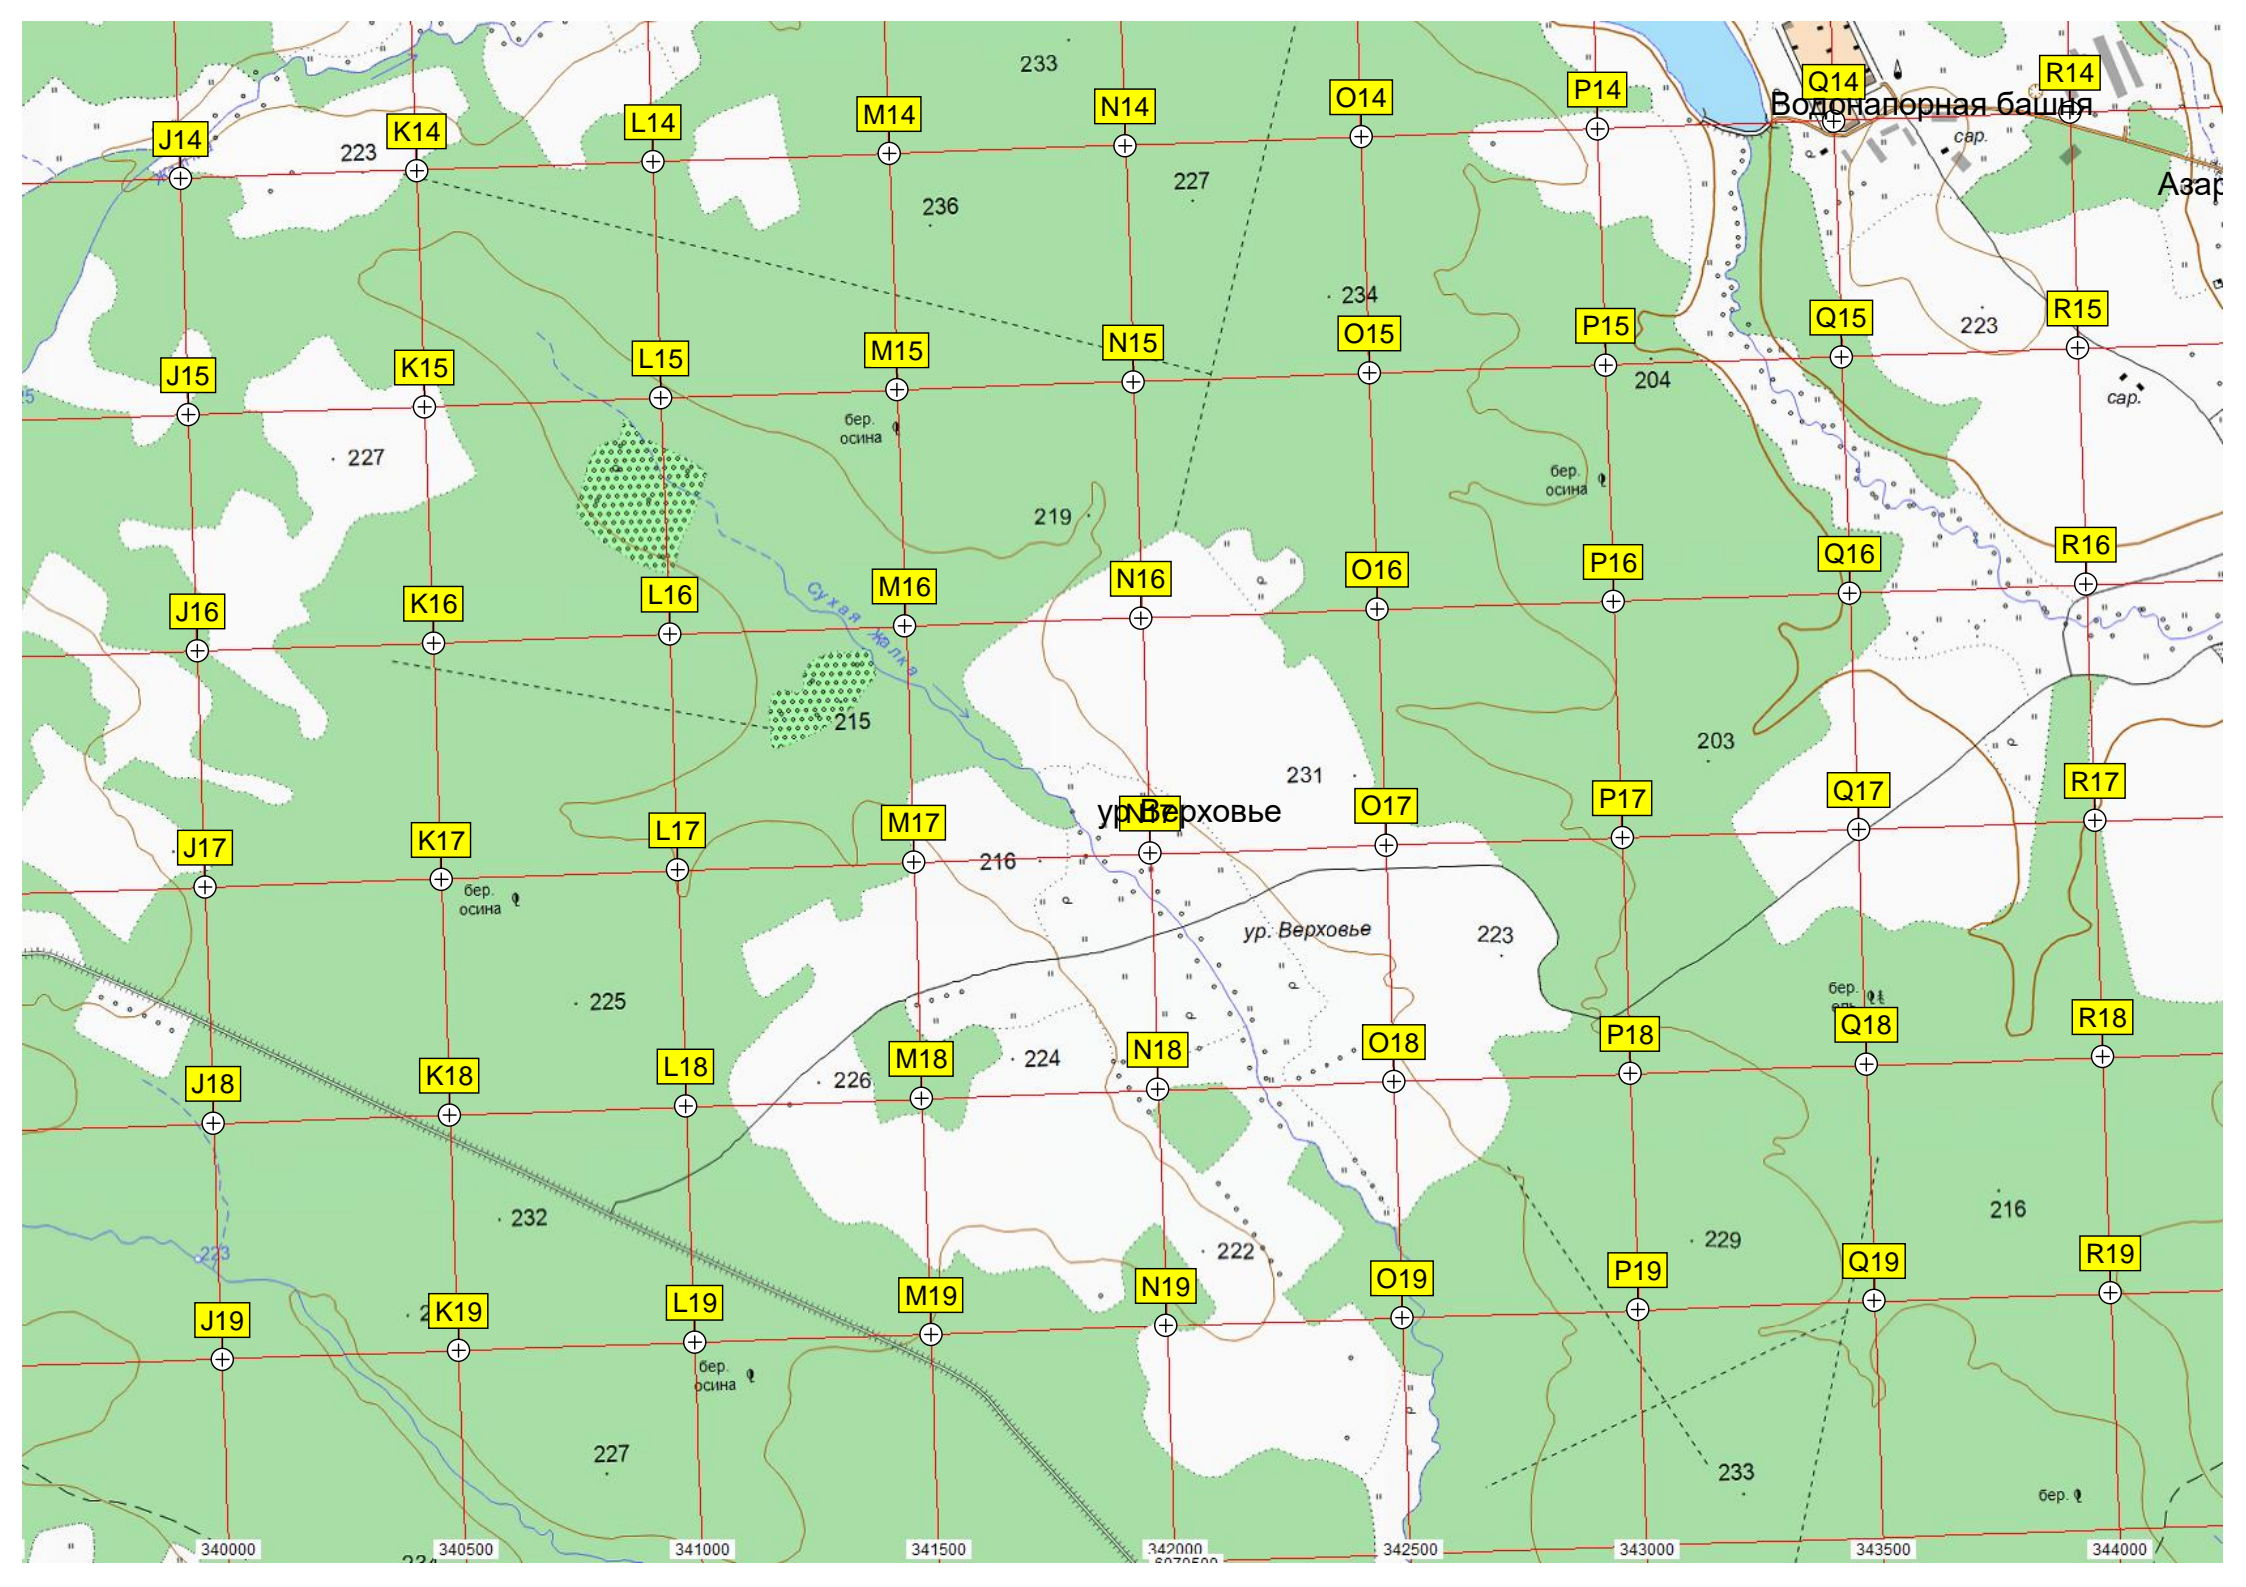 233
R14
Q14
P14
O14
Водонапорная башня
N14
M14
L14
K14
J14
сар.
223
227
Азар
236
234
R15
Q15
223
P15
O15
N15
M15
L15
K15
J15
204
сар.
бер.
осина
227
бер.
осина
219
R16
Q16
P16
O16
N16
M16
L16
K16
J16
Сухая Жалка
215
203
231
R17
Q17
P17
O17
ур Верховье
N17
M17
L17
K17
J17
216
бер.
осина
ур. Верховье
223
225
бер.
R18
Q18
P18
O18
N18
M18
L18
K18
J18
224
226
232
216
229
222
223
R19
Q19
P19
O19
N19
M19
L19
K19
J19
бер.
осина
227
233
бер.
340000
340500
341000
341500
342000
342500
343000
343500
344000
6070500
234